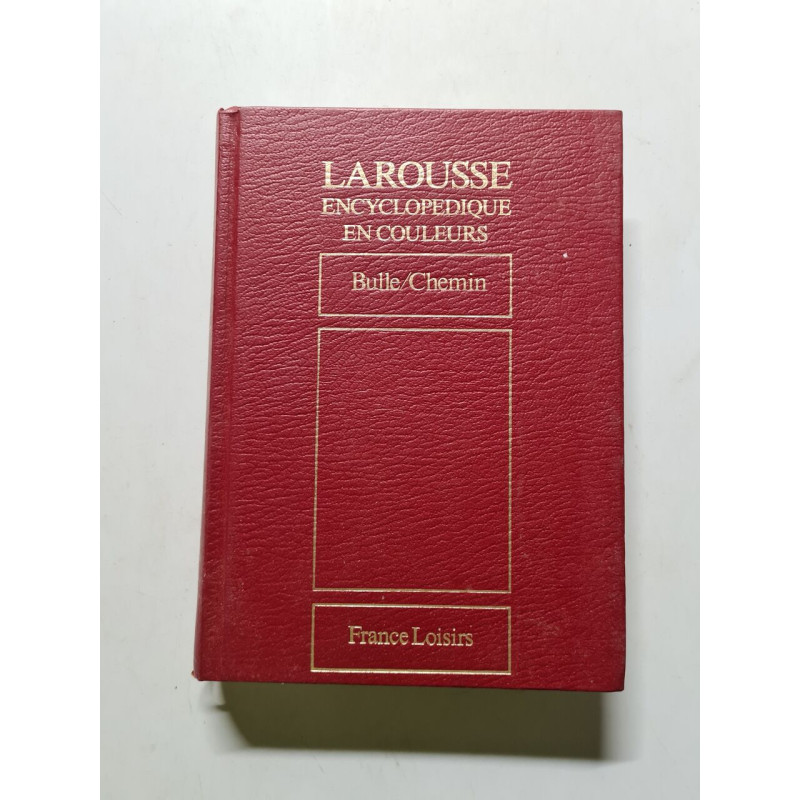 LAROUSSE
ENCYCLOPEDIQUE
EN COULEURS
Bulle/Chemin
France Loisirs